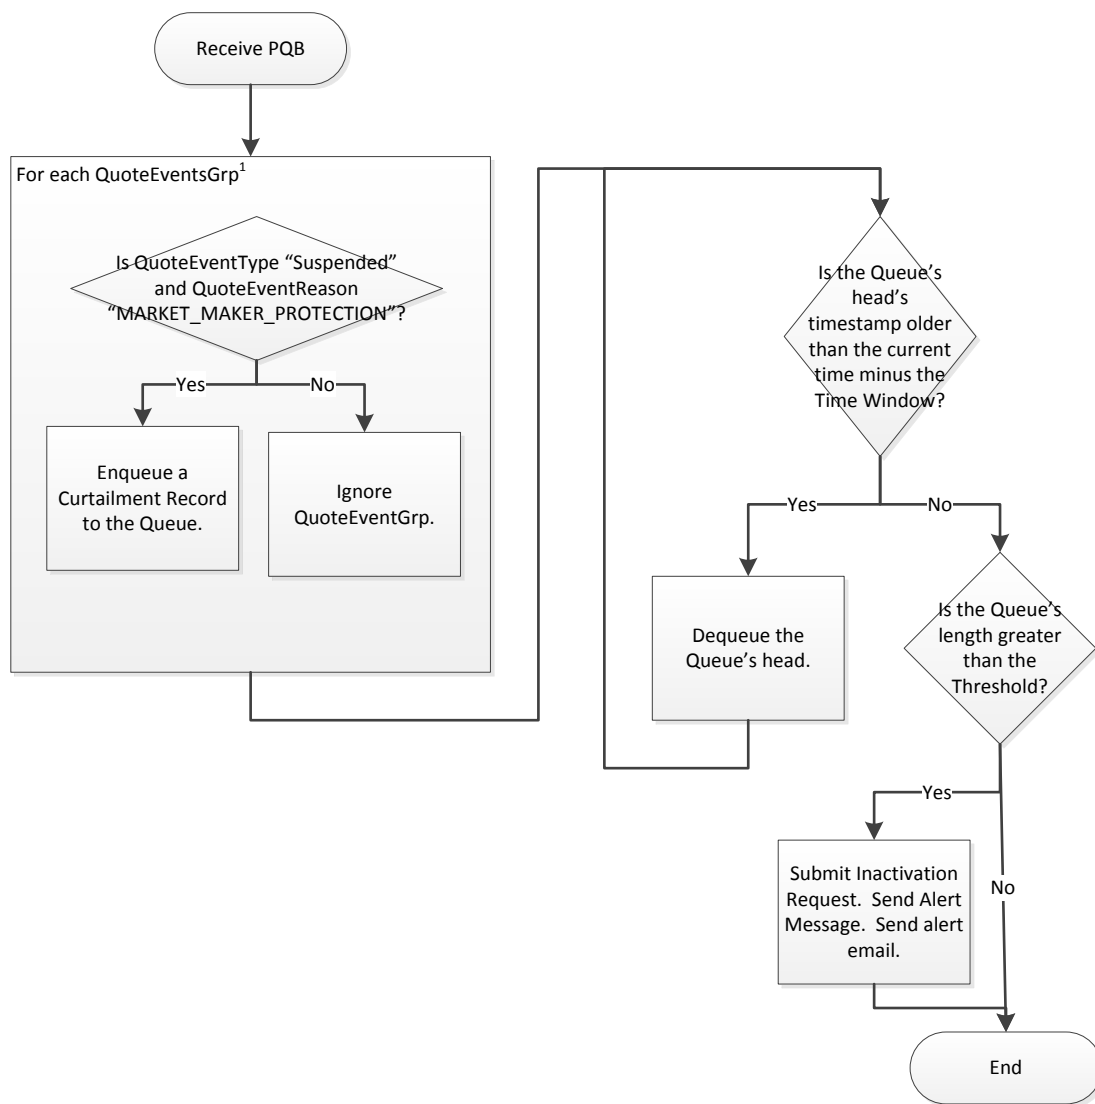 Receive PQB
For each QuoteEventsGrp1
Is QuoteEventType “Suspended”
and QuoteEventReason
“MARKET_MAKER_PROTECTION”?
Yes
No
Enqueue a
Curtailment Record
to the Queue.
Ignore
QuoteEventGrp.
Is the Queue’s
head’s
timestamp older
than the current
time minus the
Time Window?
Yes
No
Dequeue the
Queue’s head.
Is the Queue’s
length greater
than the
Threshold?
Yes
No
Submit Inactivation
Request.  Send Alert
Message.  Send alert
email.
End